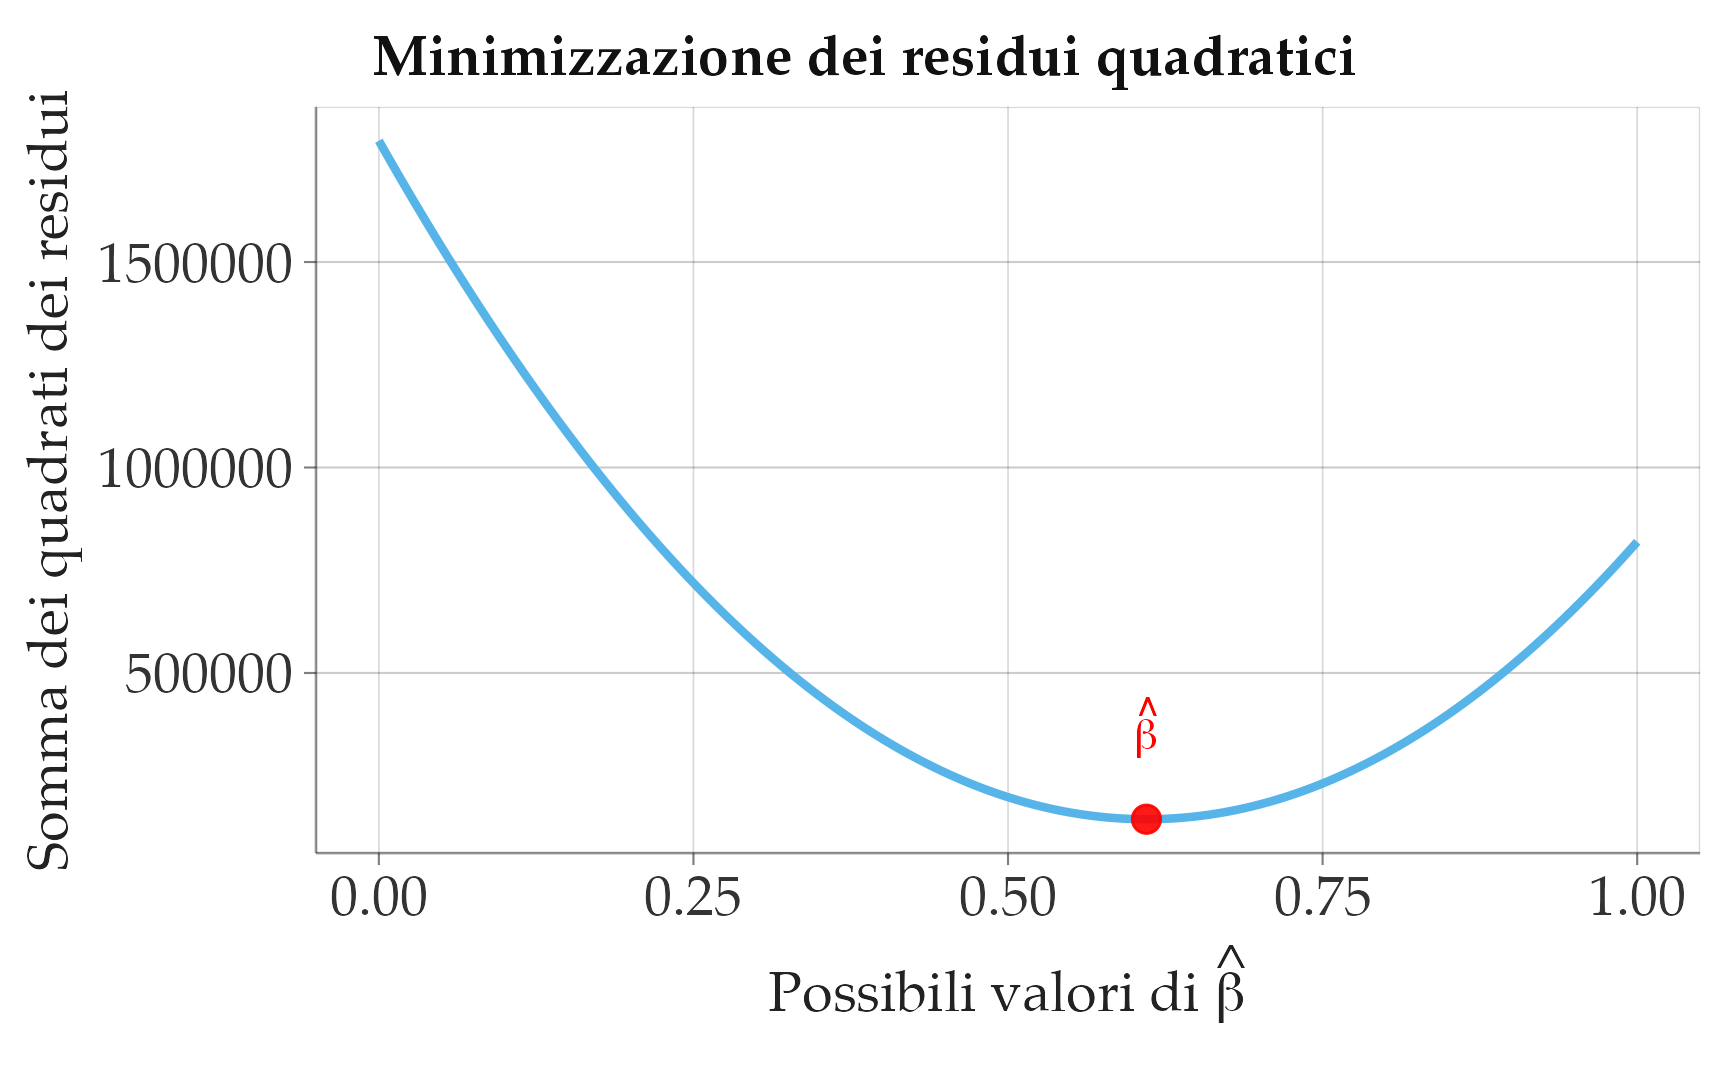 Minimizzazione dei residui quadratici
Somma dei quadrati dei residui
1500000
1000000
500000
β̂
0.00 0.25 0.50 0.75 1.00
Possibili valori di β̂